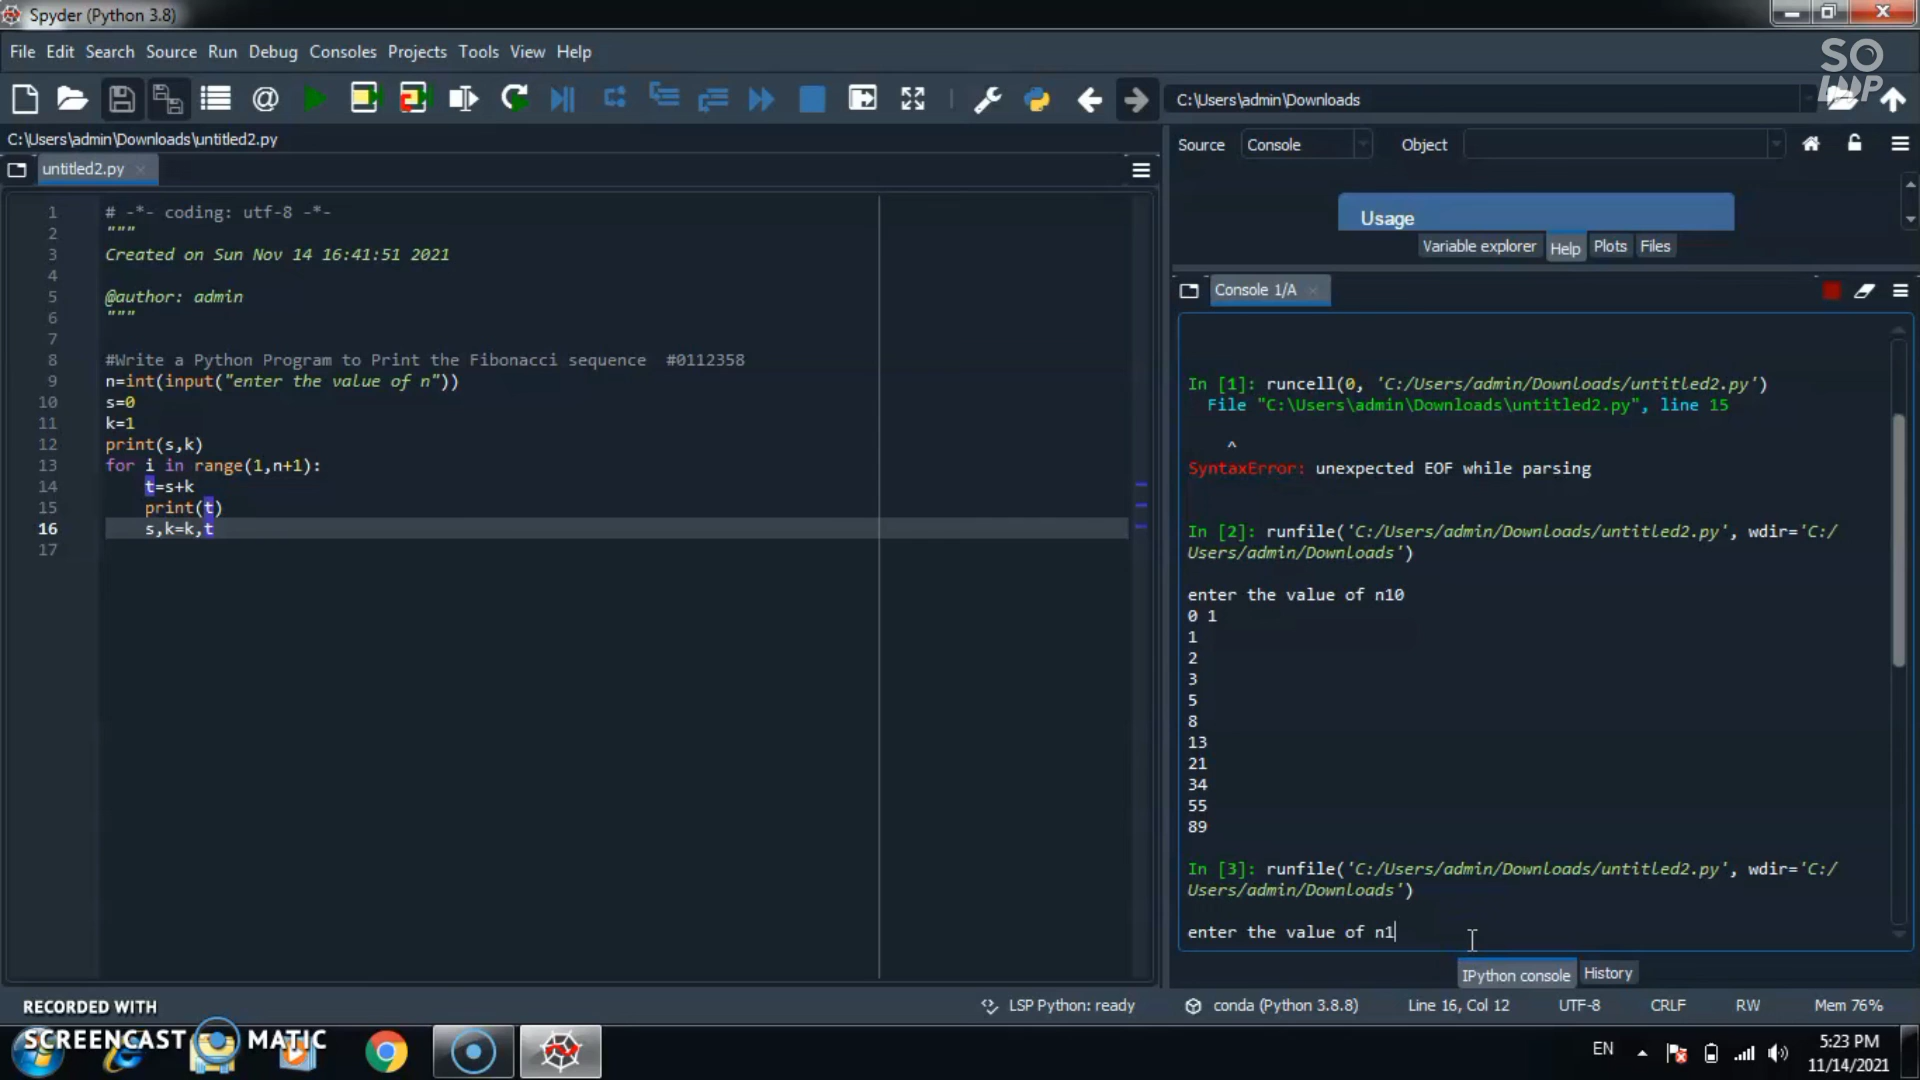 Spyder (Python 3.8)
File Edit Search Source Run Debug Consoles Projects Tools View Help
SO
C:\Users\admin\Downloads
C:\Users\admin\Downloads\untitled2.py
Source Console Object
untitled2.py
1 # -*- coding: utf-8 -*-
2 """
3 Created on Sun Nov 14 16:41:51 2021
4
5 @author: admin
6 """
7
8 #Write a Python Program to Print the Fibonacci sequence #0112358
9 n=int(input("enter the value of n"))
10 s=0
11 k=1
12 print(s,k)
13 for i in range(1,n+1):
14 t=s+k
15 print(t)
16 s,k=k,t
17
Usage
Variable explorer Help Plots Files
Console 1/A
In [1]: runcell(0, 'C:/Users/admin/Downloads/untitled2.py')
File "C:\Users\admin\Downloads\untitled2.py", line 15
^
SyntaxError: unexpected EOF while parsing
In [2]: runfile('C:/Users/admin/Downloads/untitled2.py', wdir='C:/
Users/admin/Downloads')
enter the value of n10
0 1
1
2
3
5
8
13
21
34
55
89
In [3]: runfile('C:/Users/admin/Downloads/untitled2.py', wdir='C:/
Users/admin/Downloads')
enter the value of n1
IPython console History
LSP Python: ready conda (Python 3.8.8) Line 16, Col 12 UTF-8 CRLF RW Mem 76%
RECORDED WITH
SCREENCAST MATIC
EN
5:23 PM
11/14/2021